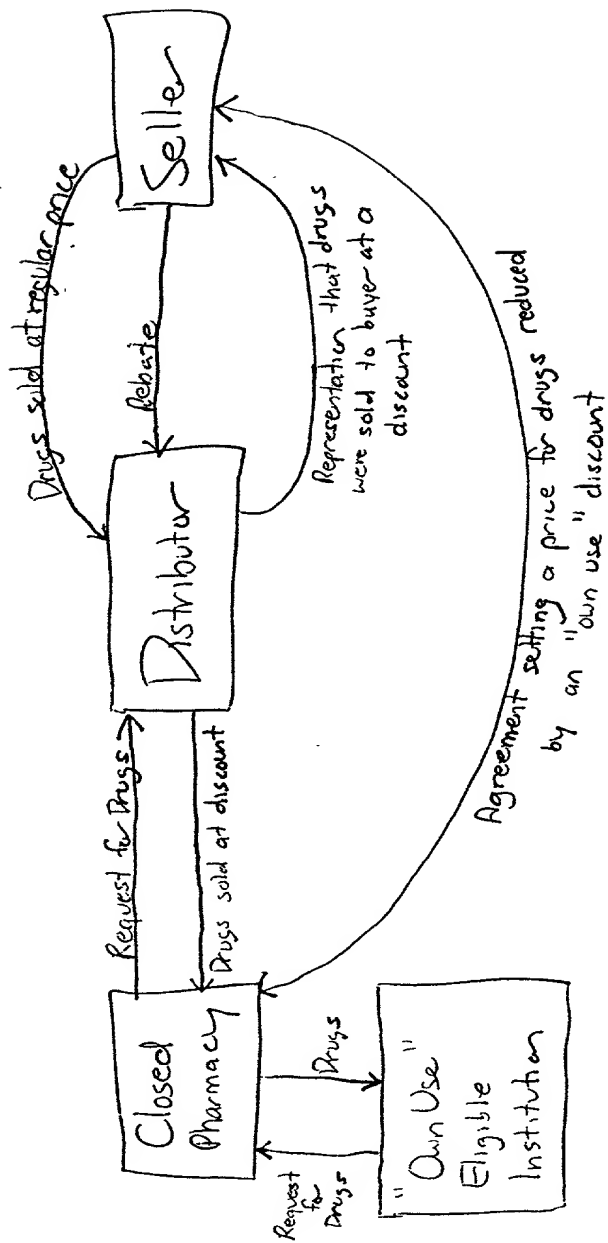 Closed
Pharmacy
Request for Drugs
Drugs sold at discount
Distributor
Drugs sold at regular price
Rebate
Seller
Representation that drugs
were sold to buyer at a
discount
Agreement setting a price for drugs reduced
by an "own use" discount
Request
for
Drugs
Drugs
"Own Use"
Eligible
Institution